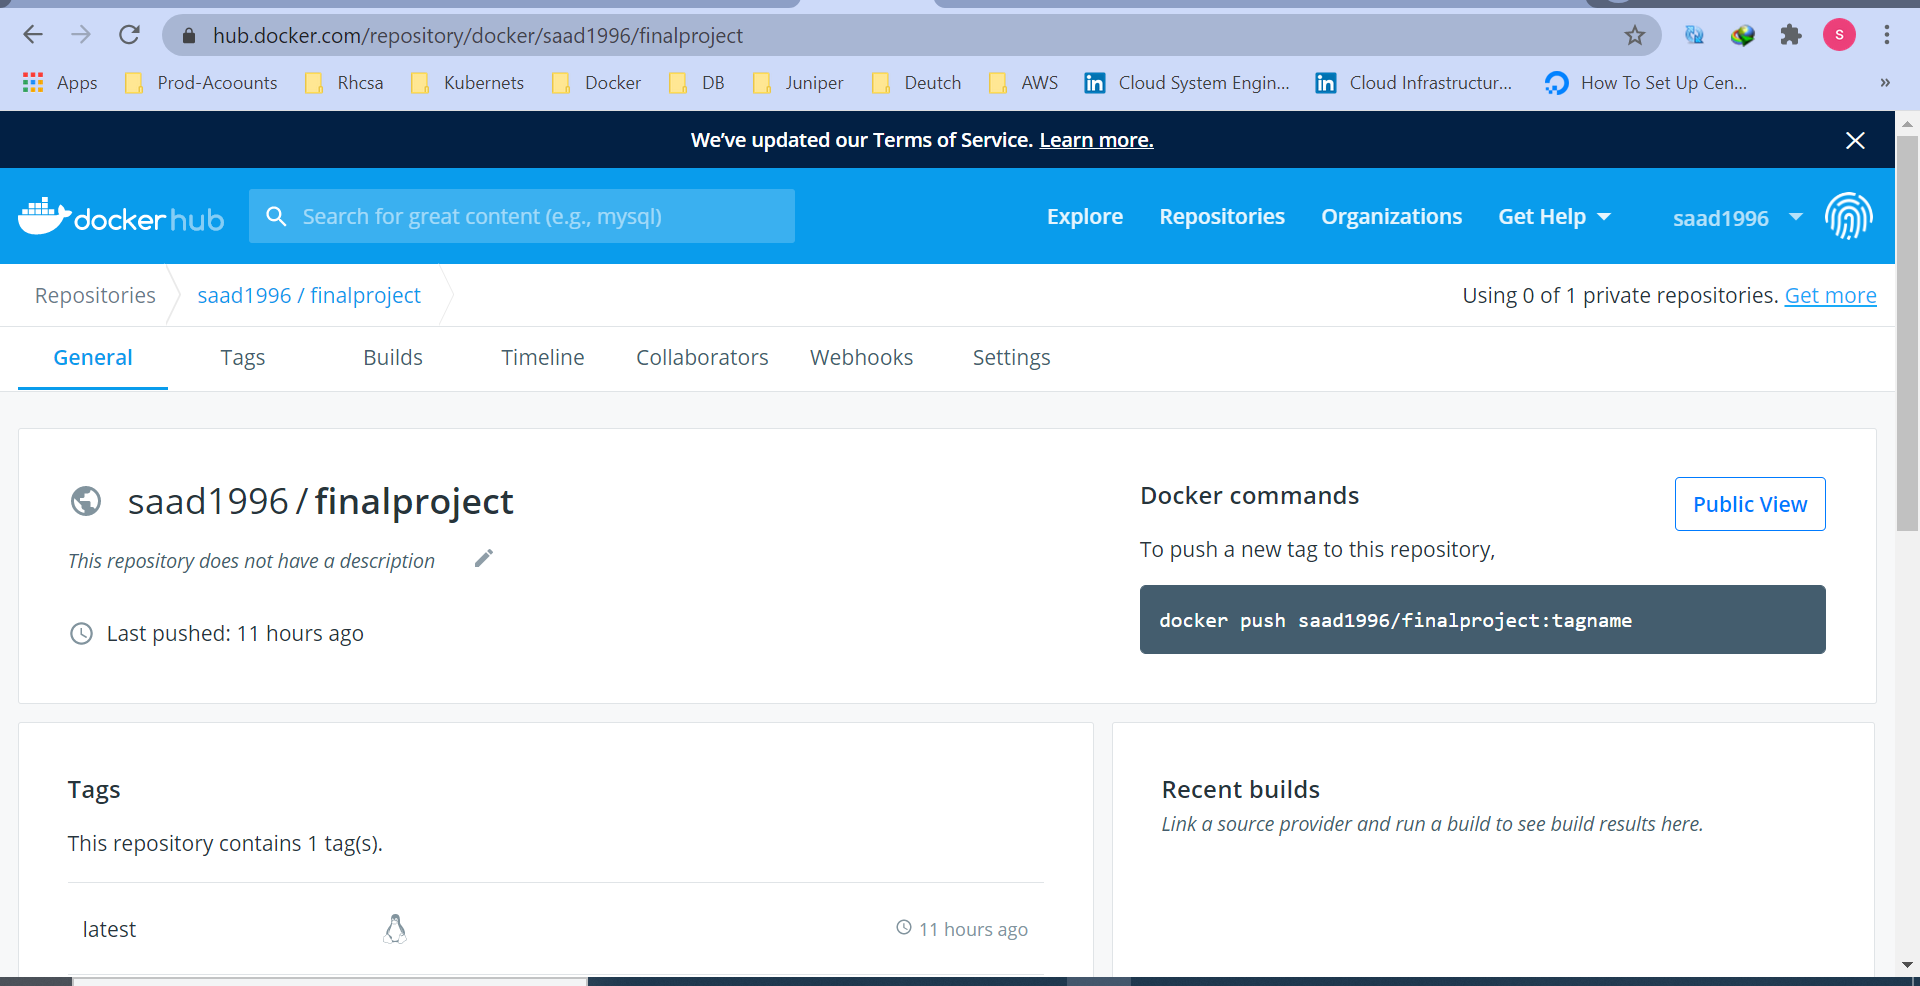 hub.docker.com/repository/docker/saad1996/finalproject
S
Apps Prod-Acoounts Rhcsa Kubernets Docker DB Juniper Deutch AWS Cloud System Engin... Cloud Infrastructur... How To Set Up Cen... »
We've updated our Terms of Service. Learn more.
docker hub Search for great content (e.g., mysql) Explore Repositories Organizations Get Help saad1996
Repositories saad1996 / finalproject Using 0 of 1 private repositories. Get more
General Tags Builds Timeline Collaborators Webhooks Settings
saad1996 / finalproject
This repository does not have a description
Last pushed: 11 hours ago
Docker commands
Public View
To push a new tag to this repository,
docker push saad1996/finalproject:tagname
Tags
This repository contains 1 tag(s).
latest 11 hours ago
Recent builds
Link a source provider and run a build to see build results here.